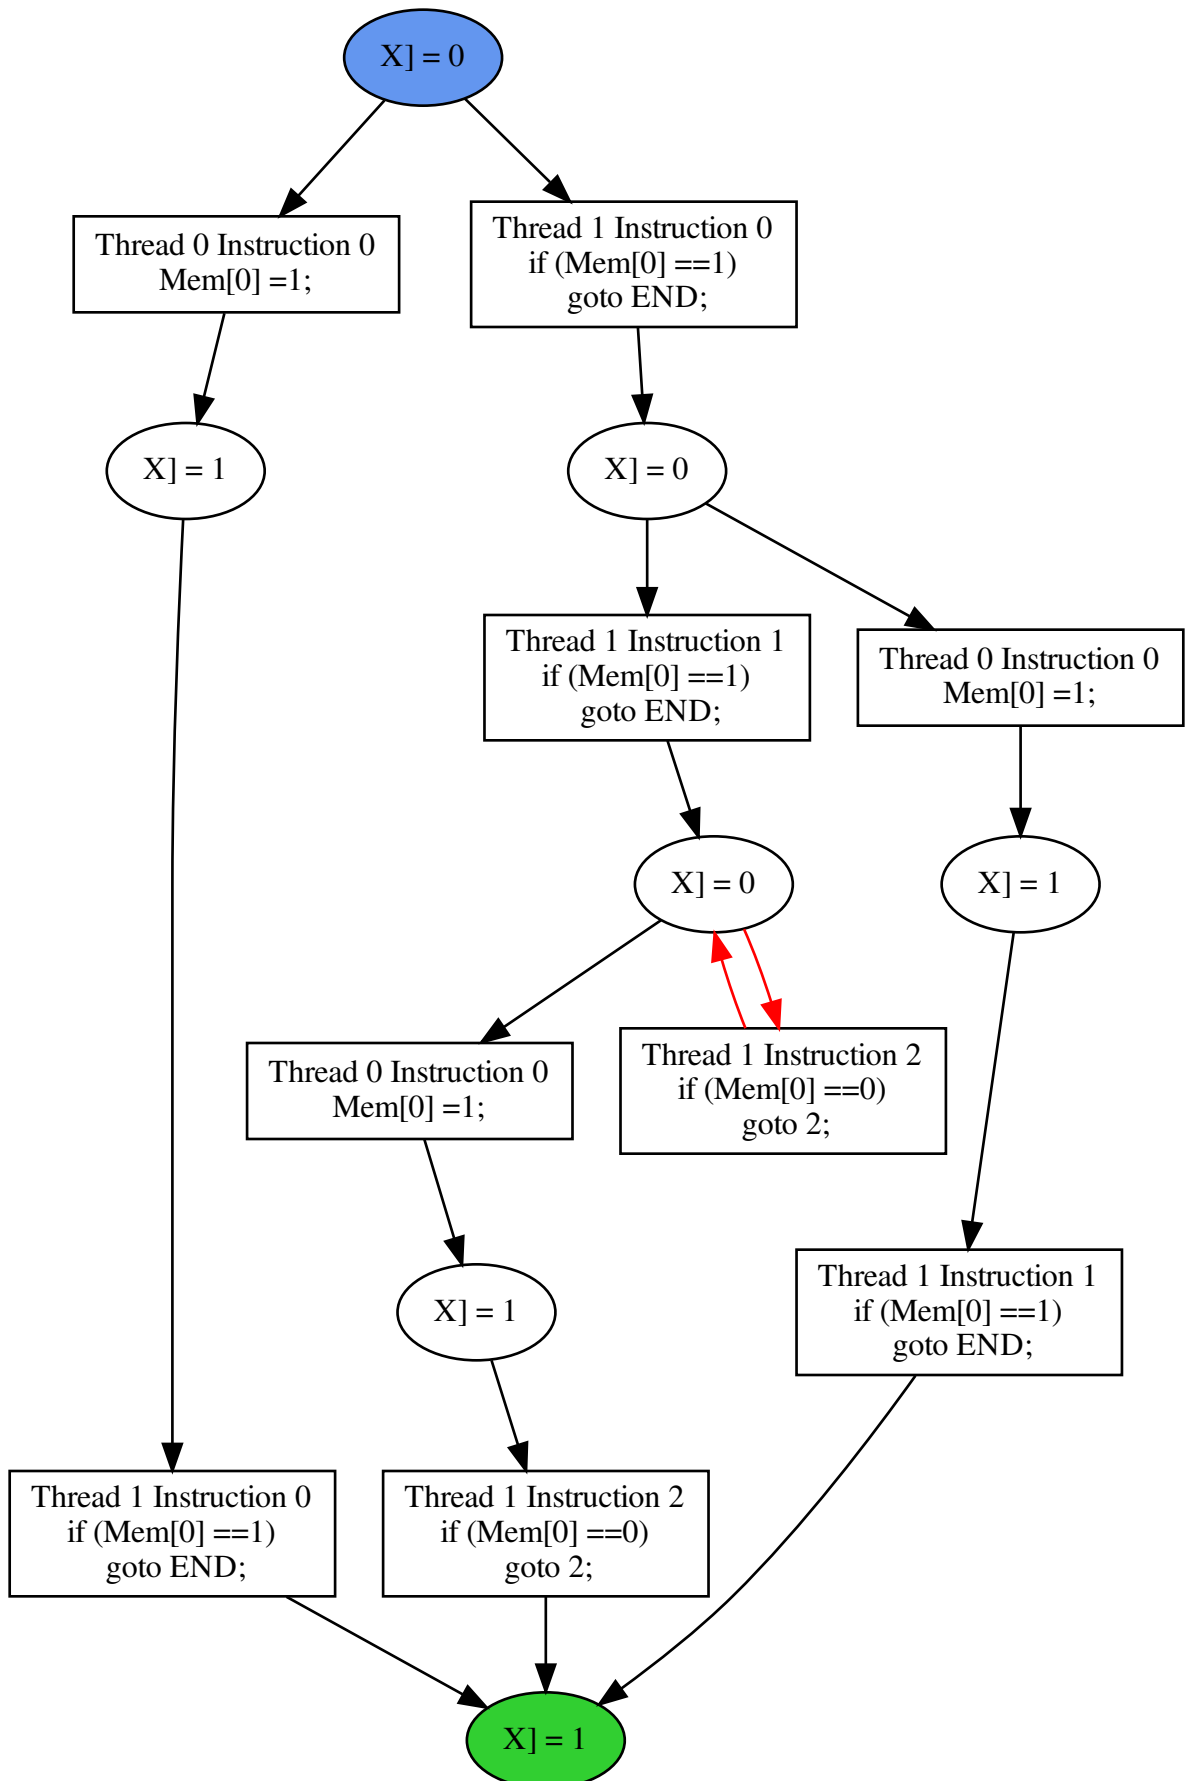 X] = 0
Thread 0 Instruction 0
Mem[0] =1;
Thread 1 Instruction 0
if (Mem[0] ==1)
goto END;
X] = 1
X] = 0
Thread 1 Instruction 1
if (Mem[0] ==1)
goto END;
Thread 0 Instruction 0
Mem[0] =1;
X] = 0
X] = 1
Thread 0 Instruction 0
Mem[0] =1;
Thread 1 Instruction 2
if (Mem[0] ==0)
goto 2;
X] = 1
Thread 1 Instruction 1
if (Mem[0] ==1)
goto END;
Thread 1 Instruction 0
if (Mem[0] ==1)
goto END;
Thread 1 Instruction 2
if (Mem[0] ==0)
goto 2;
X] = 1